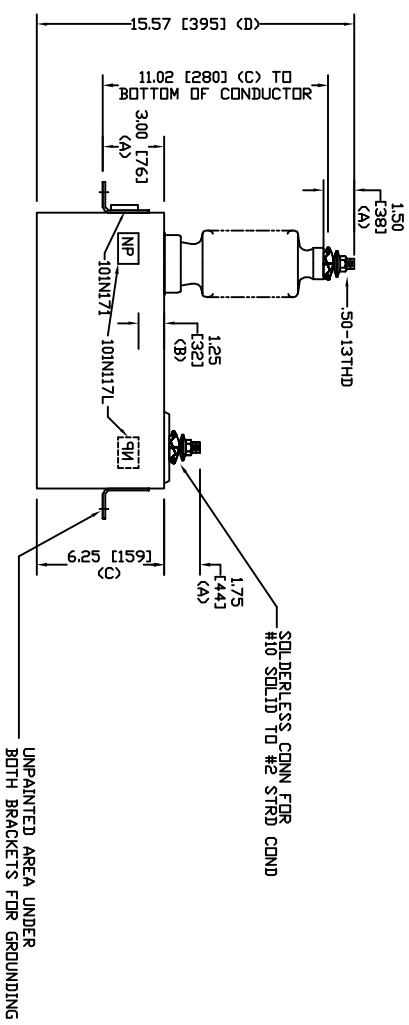 15.57 [395] (D)
11.02 [280] (C) TO
BOTTOM OF CONDUCTOR
3.00 [76]
(A)
1.50
[38]
(A)
.50-13THD
NP
101N171
101N117L
NP
1.25
[32]
(B)
6.25 [159]
(C)
1.75
[44]
(A)
SOLDERLESS CONN FOR
#10 SOLID TO #2 STRD COND
UNPAINTED AREA UNDER
BOTH BRACKETS FOR GROUNDING